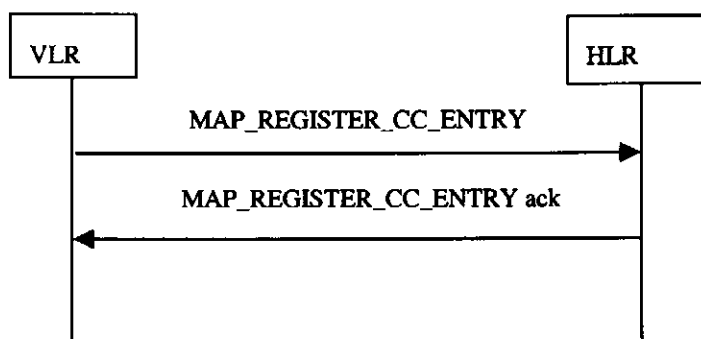 VLR
HLR
MAP_REGISTER_CC_ENTRY
MAP_REGISTER_CC_ENTRY ack